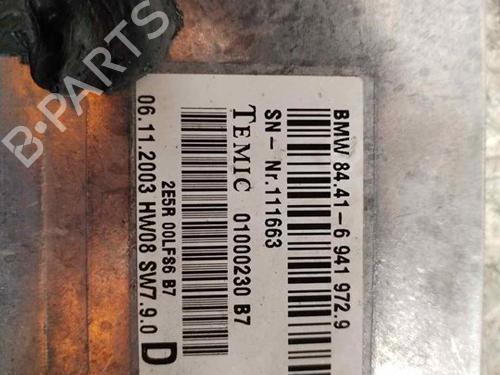 BMW 84.41-6 941 972.9
SN - Nr.111663
TEMIC 01000230 B7
2E5R 00LF86 B7
06.11.2003 HW08 SW7.9.0
D
B-PARTS